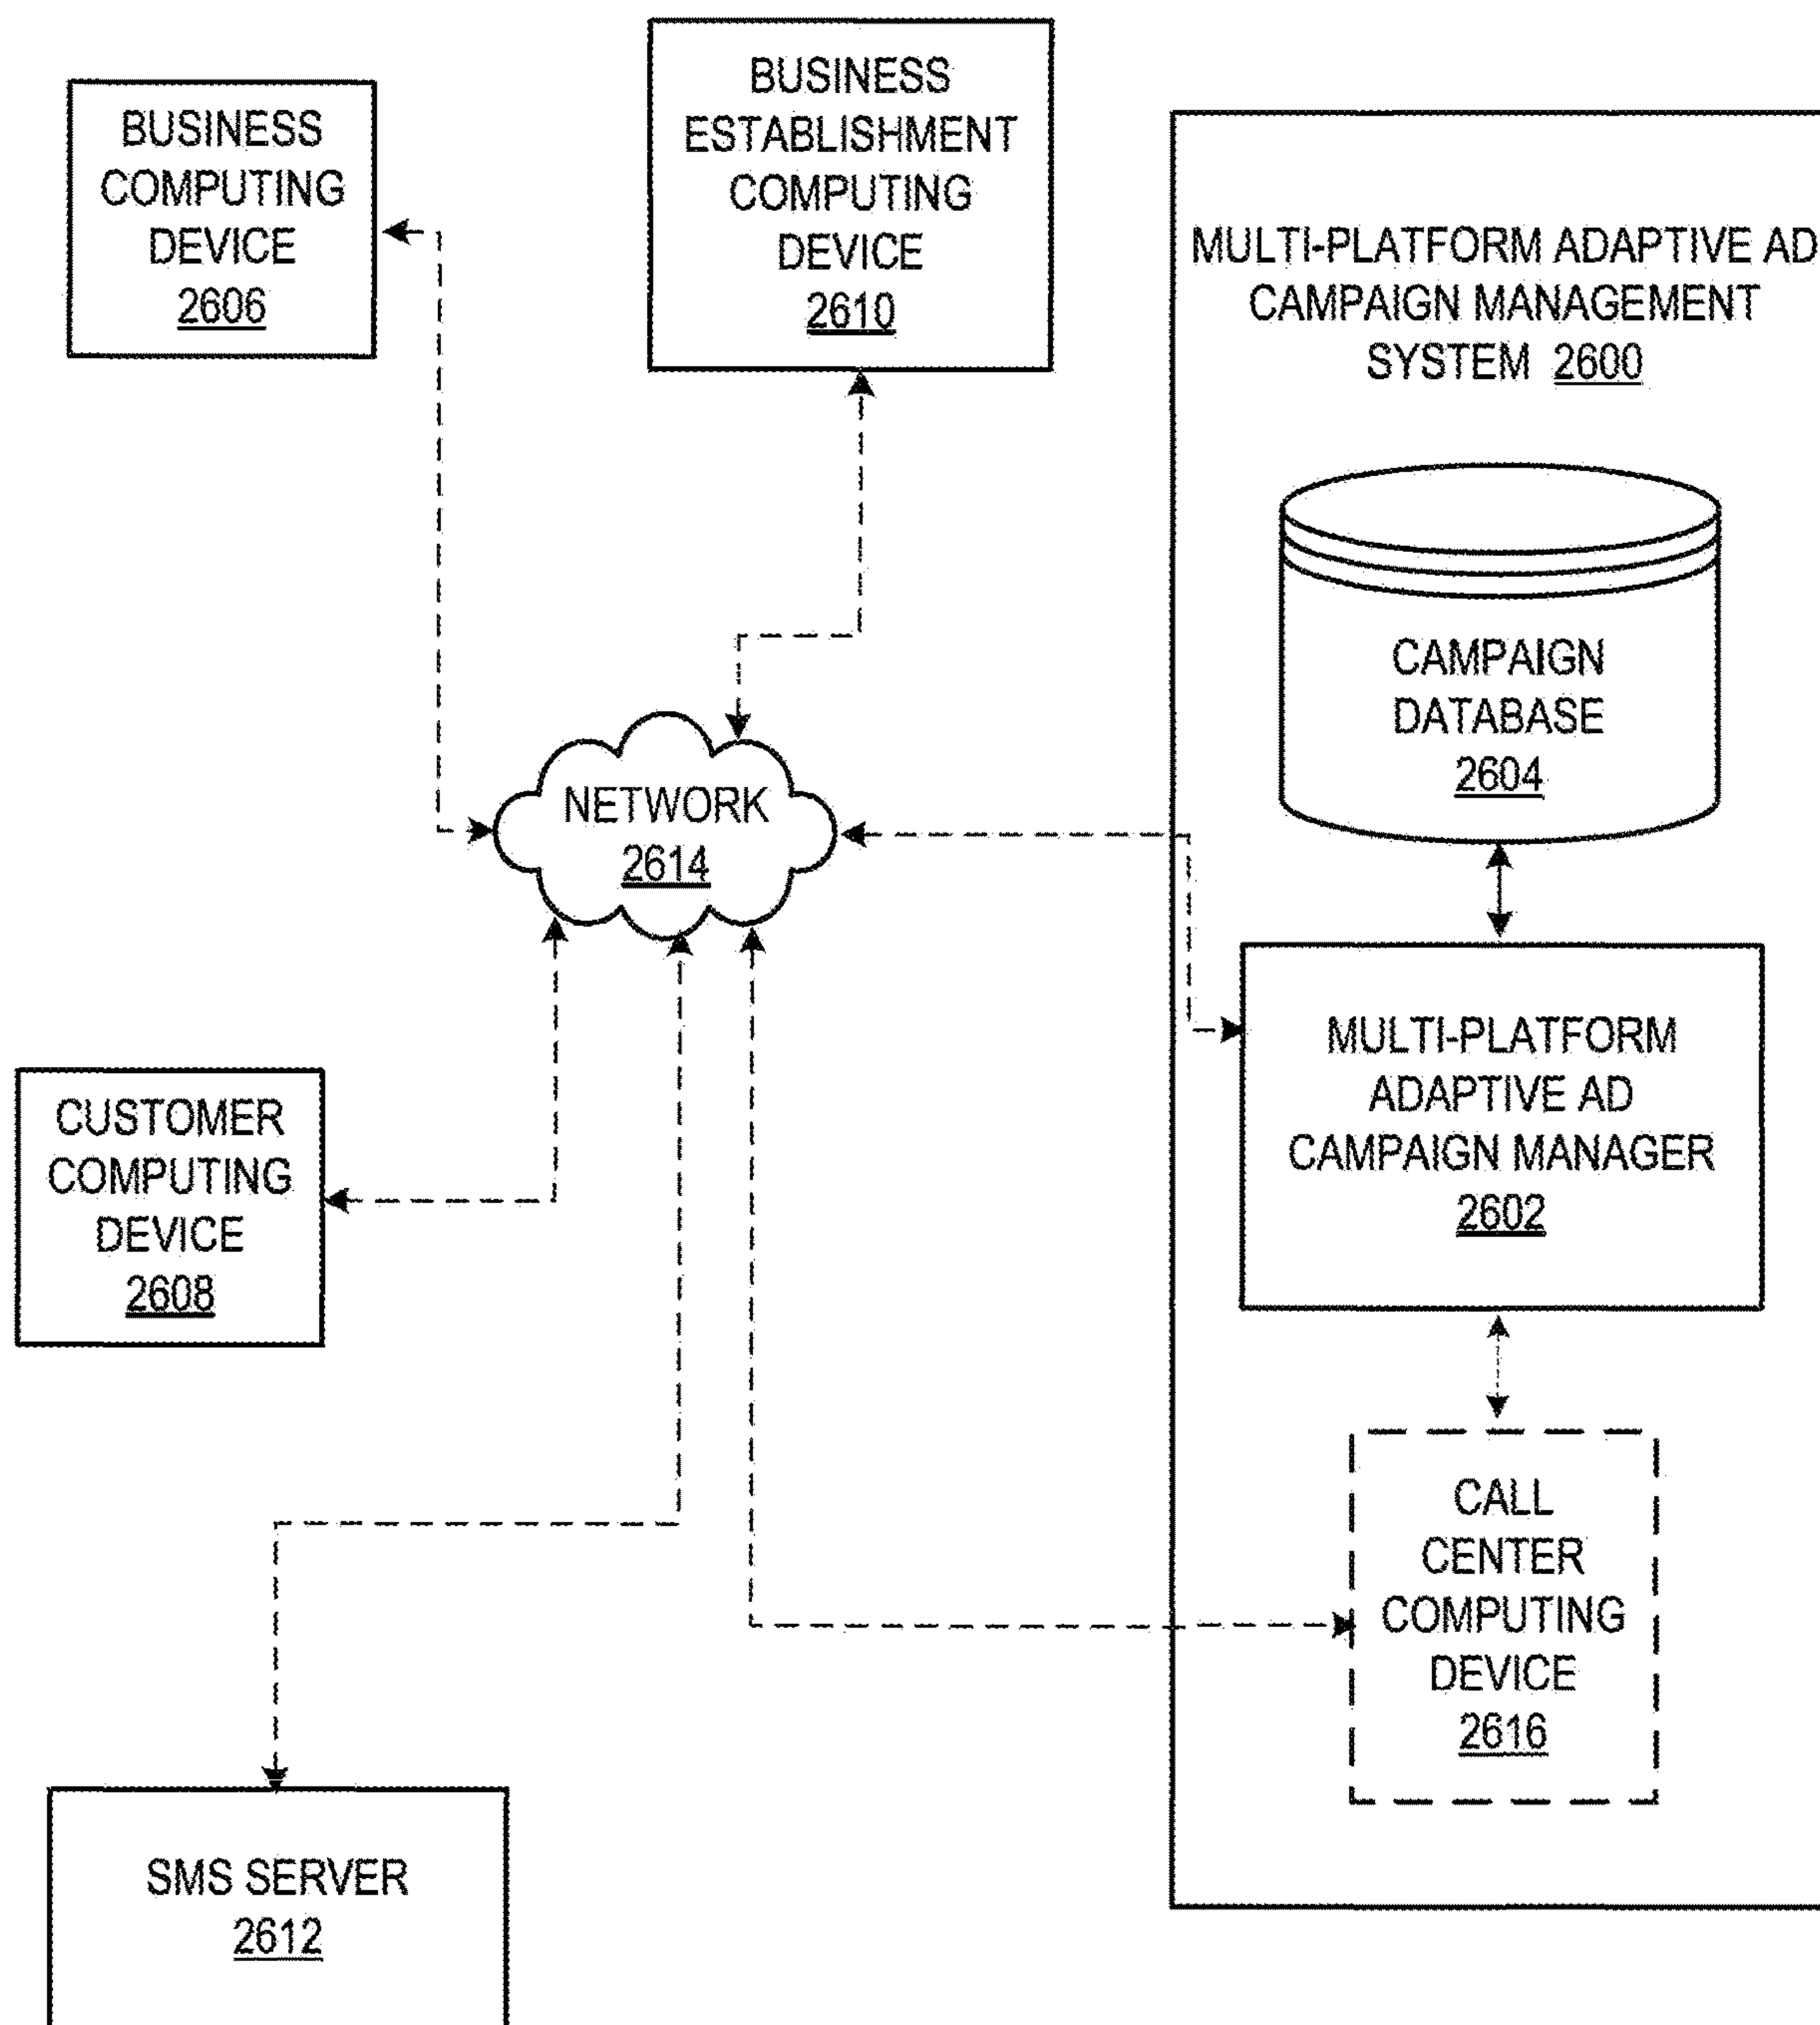 BUSINESS
COMPUTING
DEVICE
2606
BUSINESS
ESTABLISHMENT
COMPUTING
DEVICE
2610
MULTI-PLATFORM ADAPTIVE AD
CAMPAIGN MANAGEMENT
SYSTEM 2600
CAMPAIGN
DATABASE
2604
NETWORK
2614
MULTI-PLATFORM
ADAPTIVE AD
CAMPAIGN MANAGER
2602
CUSTOMER
COMPUTING
DEVICE
2608
CALL
CENTER
COMPUTING
DEVICE
2616
SMS SERVER
2612